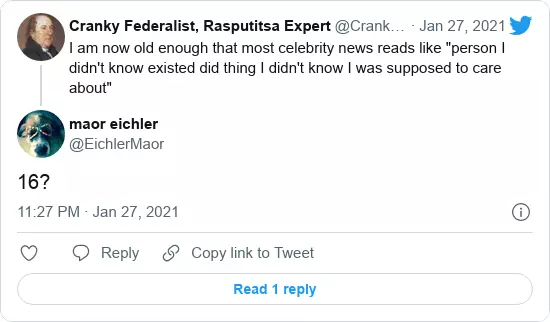 Cranky Federalist, Rasputitsa Expert @Crank... · Jan 27, 2021
I am now old enough that most celebrity news reads like "person I
didn't know existed did thing I didn't know I was supposed to care
about"
maor eichler
@EichlerMaor
16?
11:27 PM · Jan 27, 2021
Reply
Copy link to Tweet
Read 1 reply